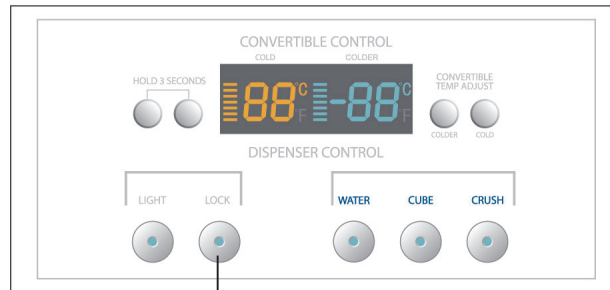 CONVERTIBLE CONTROL
COLD COLDER
HOLD 3 SECONDS
88°C F -88°C F
CONVERTIBLE
TEMP ADJUST
COLDER COLD
DISPENSER CONTROL
LIGHT LOCK WATER CUBE CRUSH